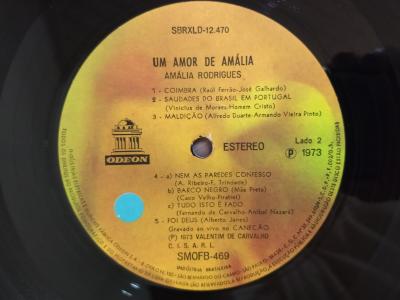 SBRXLD-12.470
UM AMOR DE AMÁLIA
AMÁLIA RODRIGUES
1 - COIMBRA (Raúl Ferrão-José Galhardo)
2 - SAUDADES DO BRASIL EM PORTUGAL
(Vinicius de Moraes-Homem Cristo)
3 - MALDIÇÃO (Alfredo Duarte-Armando Vieira Pinto)
ODEON
ESTEREO
Lado 2
Ⓟ 1973
4 - a) NEM AS PAREDES CONFESSO
(A. Ribeiro-F. Trindade)
b) BARCO NEGRO (Mãe Preta)
(Caco Velho-Piratini)
c) TUDO ISTO É FADO
(Fernando de Carvalho-Anibal Nazaré)
5 - FOI DEUS (Alberto Janes)
Gravado ao vivo no CANECÃO
Ⓟ 1973 VALENTIM DE CARVALHO
C. I. S. A. R. L.
SMOFB-469
INDÚSTRIA BRASILEIRA